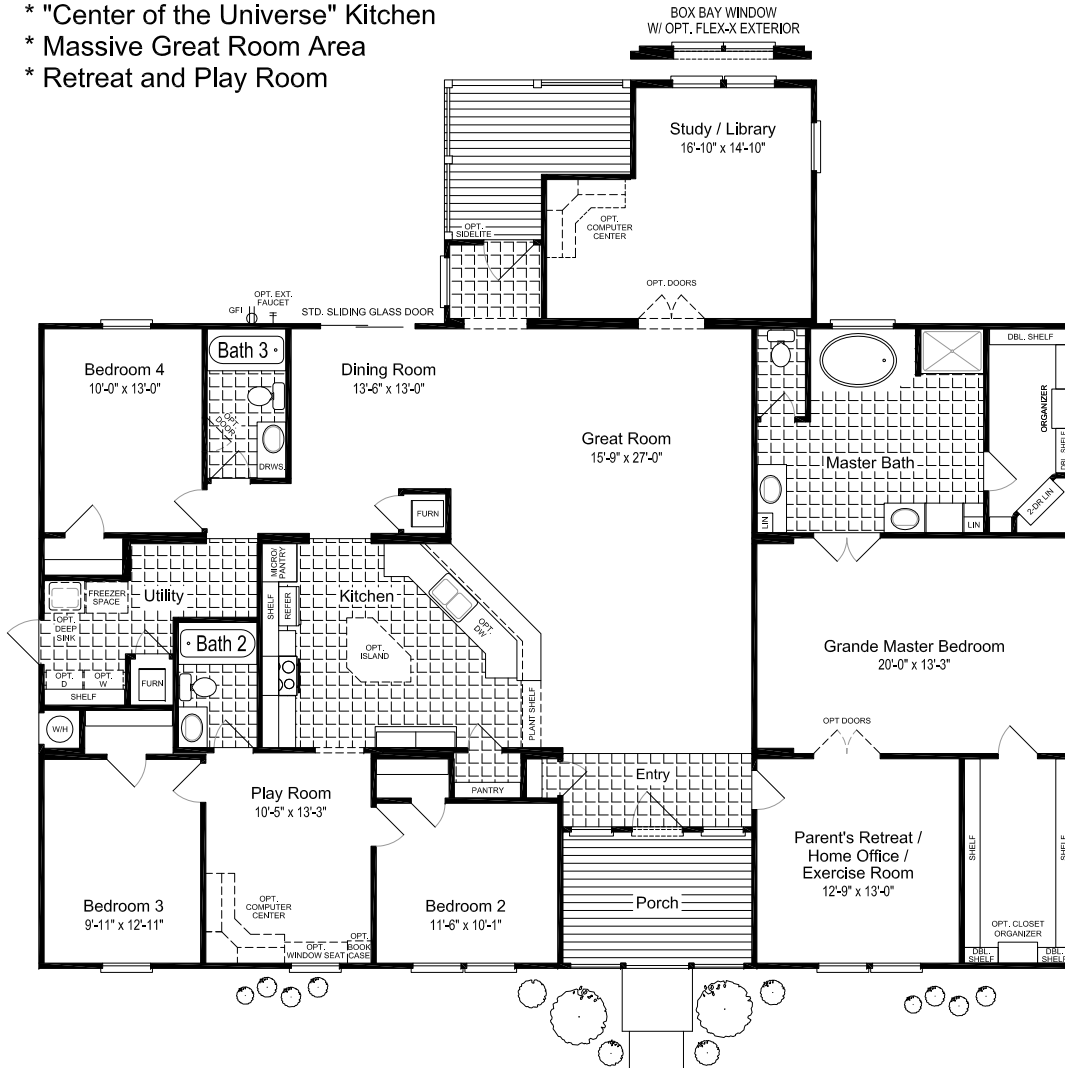 * "Center of the Universe" Kitchen
* Massive Great Room Area
* Retreat and Play Room
BOX BAY WINDOW
W/ OPT. FLEX-X EXTERIOR
Study / Library
16'-10" x 14'-10"
OPT.
COMPUTER
CENTER
OPT.
SIDELITE
OPT. DOORS
GFI
OPT. EXT.
FAUCET
STD. SLIDING GLASS DOOR
Bedroom 4
10'-0" x 13'-0"
Bath 3
OPT.
DOOR
DRWS.
Dining Room
13'-6" x 13'-0"
Great Room
15'-9" x 27'-0"
Master Bath
LIN
LIN
DBL. SHELF
ORGANIZER
DBL. SHELF
2-DR LIN
FURN
MICRO/
PANTRY
SHELF
REFER
Kitchen
OPT.
DW
OPT.
ISLAND
PLANT SHELF
PANTRY
Utility
FREEZER
SPACE
OPT.
DEEP
SINK
OPT.
D
OPT.
W
SHELF
FURN
Bath 2
W/H
Grande Master Bedroom
20'-0" x 13'-3"
OPT DOORS
Entry
Play Room
10'-5" x 13'-3"
OPT.
COMPUTER
CENTER
OPT.
WINDOW SEAT
OPT.
BOOK
CASE
Bedroom 3
9'-11" x 12'-11"
Bedroom 2
11'-6" x 10'-1"
Porch
Parent's Retreat /
Home Office /
Exercise Room
12'-9" x 13'-0"
SHELF
SHELF
OPT. CLOSET
ORGANIZER
DBL.
SHELF
DBL.
SHELF